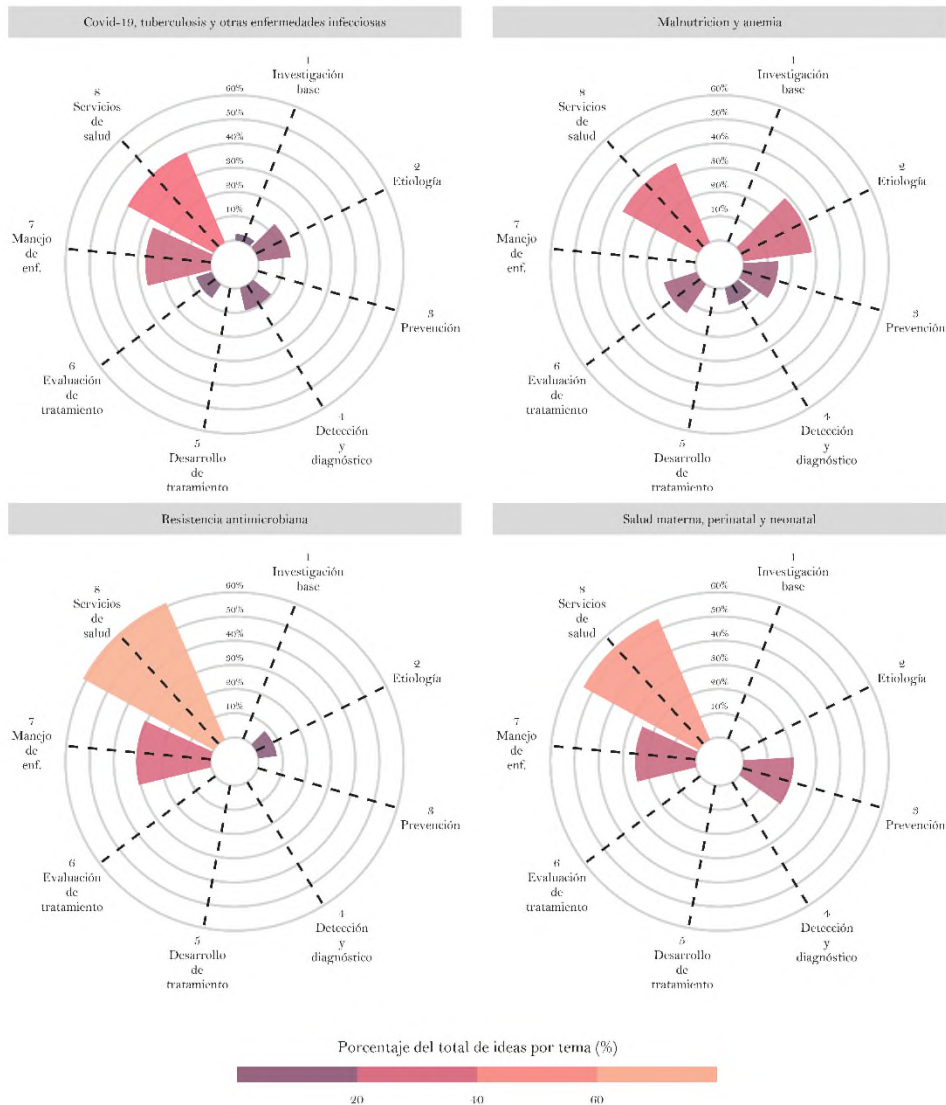 Covid-19, tuberculosis y otras enfermedades infecciosas
1
Investigación
base
2
Etiología
3
Prevención
4
Detección
y
diagnóstico
5
Desarrollo
de
tratamiento
6
Evaluación
de
tratamiento
7
Manejo
de
enf.
8
Servicios
de
salud
60%
50%
40%
30%
20%
10%
Malnutricion y anemia
1
Investigación
base
2
Etiología
3
Prevención
4
Detección
y
diagnóstico
5
Desarrollo
de
tratamiento
6
Evaluación
de
tratamiento
7
Manejo
de
enf.
8
Servicios
de
salud
60%
50%
40%
30%
20%
10%
Resistencia antimicrobiana
1
Investigación
base
2
Etiología
3
Prevención
4
Detección
y
diagnóstico
5
Desarrollo
de
tratamiento
6
Evaluación
de
tratamiento
7
Manejo
de
enf.
8
Servicios
de
salud
60%
50%
40%
30%
20%
10%
Salud materna, perinatal y neonatal
1
Investigación
base
2
Etiología
3
Prevención
4
Detección
y
diagnóstico
5
Desarrollo
de
tratamiento
6
Evaluación
de
tratamiento
7
Manejo
de
enf.
8
Servicios
de
salud
60%
50%
40%
30%
20%
10%
Porcentaje del total de ideas por tema (%)
20 40 60